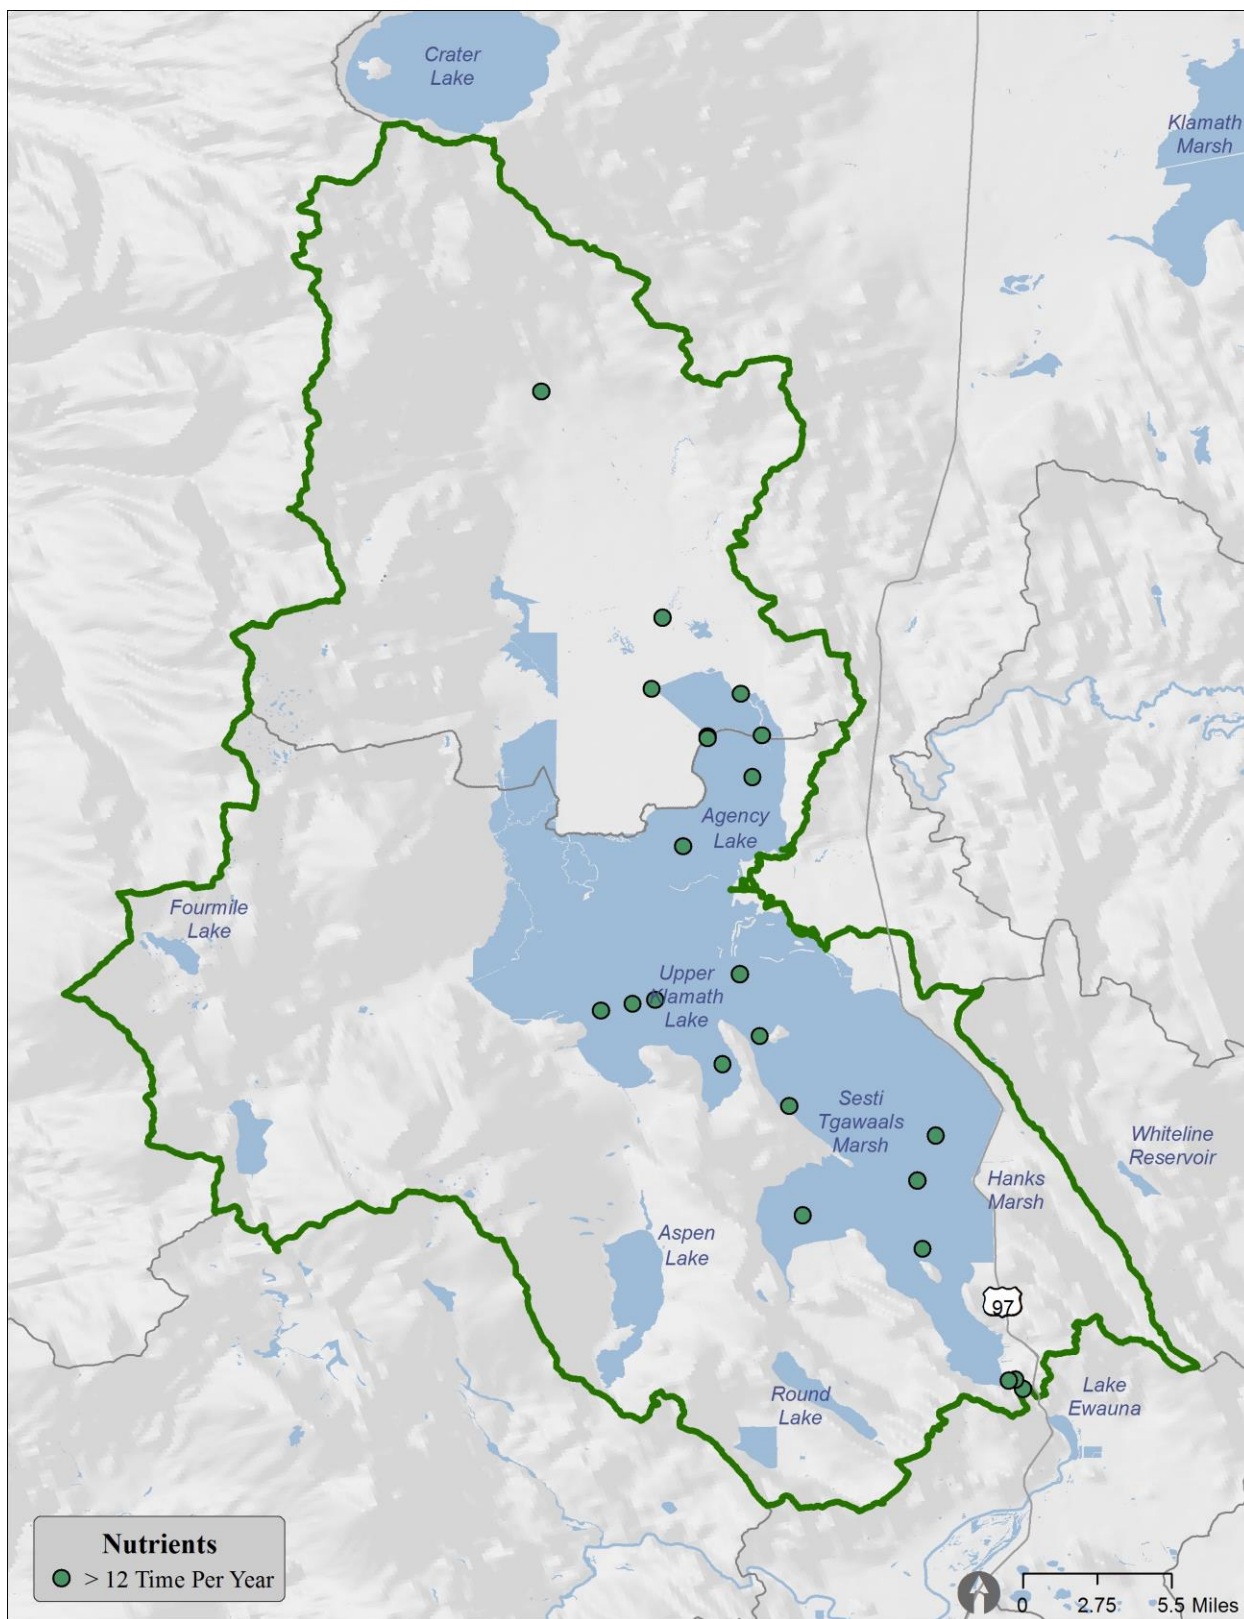 Crater
Lake
Klamath
Marsh
Agency
Lake
Fourmile
Lake
Upper
Klamath
Lake
Sesti
Tgawaals
Marsh
Whiteline
Reservoir
Hanks
Marsh
Aspen
Lake
97
Round
Lake
Lake
Ewauna
Nutrients
> 12 Time Per Year
0 2.75 5.5 Miles